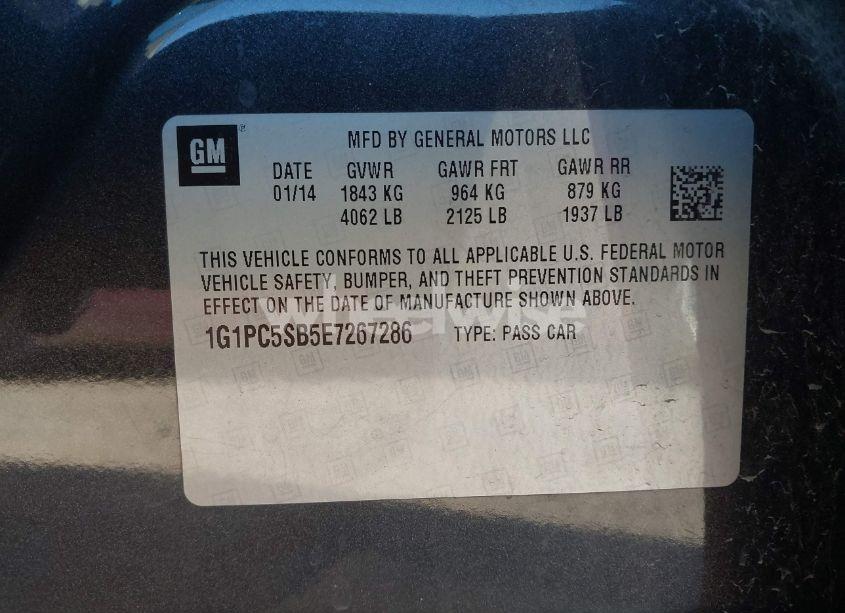 GM
®
MFD BY GENERAL MOTORS LLC
DATE GVWR GAWR FRT GAWR RR
01/14 1843 KG 964 KG 879 KG
4062 LB 2125 LB 1937 LB
THIS VEHICLE CONFORMS TO ALL APPLICABLE U.S. FEDERAL MOTOR
VEHICLE SAFETY, BUMPER, AND THEFT PREVENTION STANDARDS IN
EFFECT ON THE DATE OF MANUFACTURE SHOWN ABOVE.
wheelwise
1G1PC5SB5E7267286 TYPE: PASS CAR